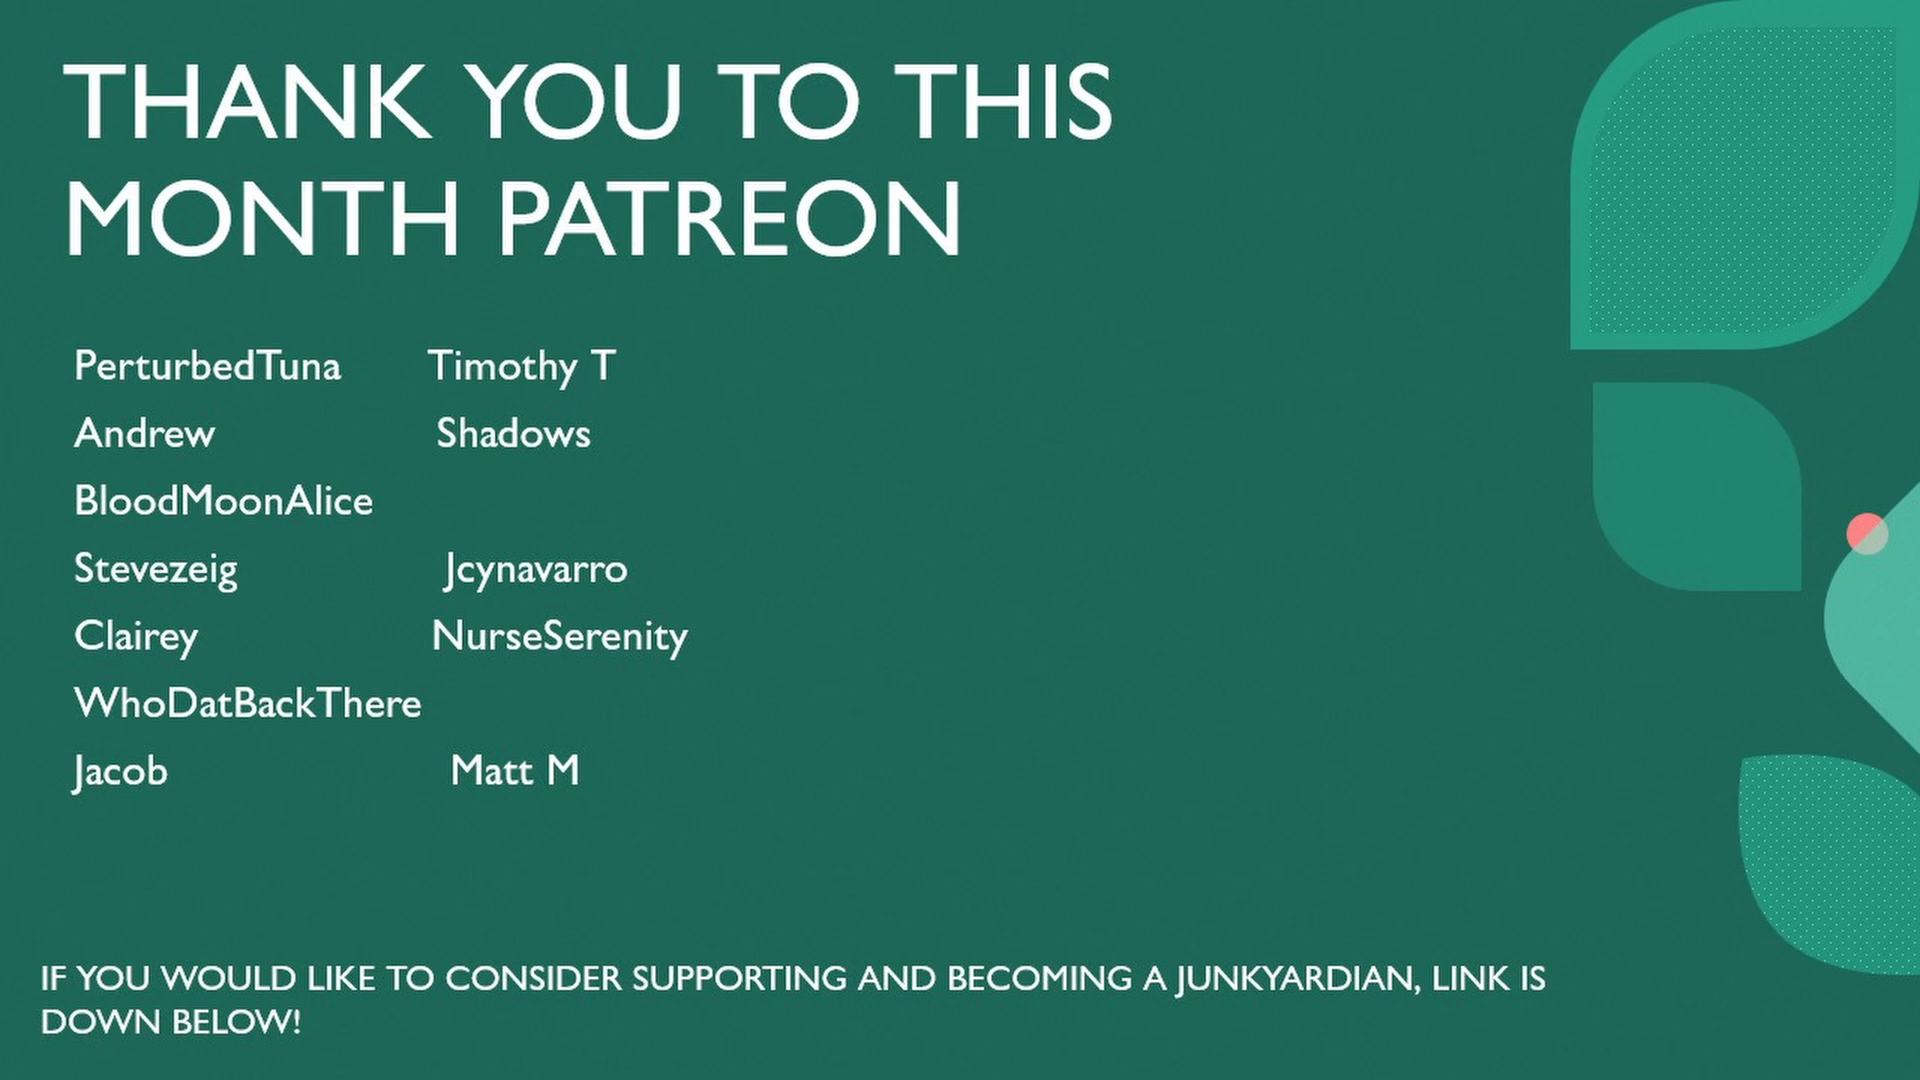 THANK YOU TO THIS
MONTH PATREON
PerturbedTuna Timothy T
Andrew Shadows
BloodMoonAlice
Stevezeig Jcynavarro
Clairey NurseSerenity
WhoDatBackThere
Jacob Matt M
IF YOU WOULD LIKE TO CONSIDER SUPPORTING AND BECOMING A JUNKYARDIAN, LINK IS
DOWN BELOW!